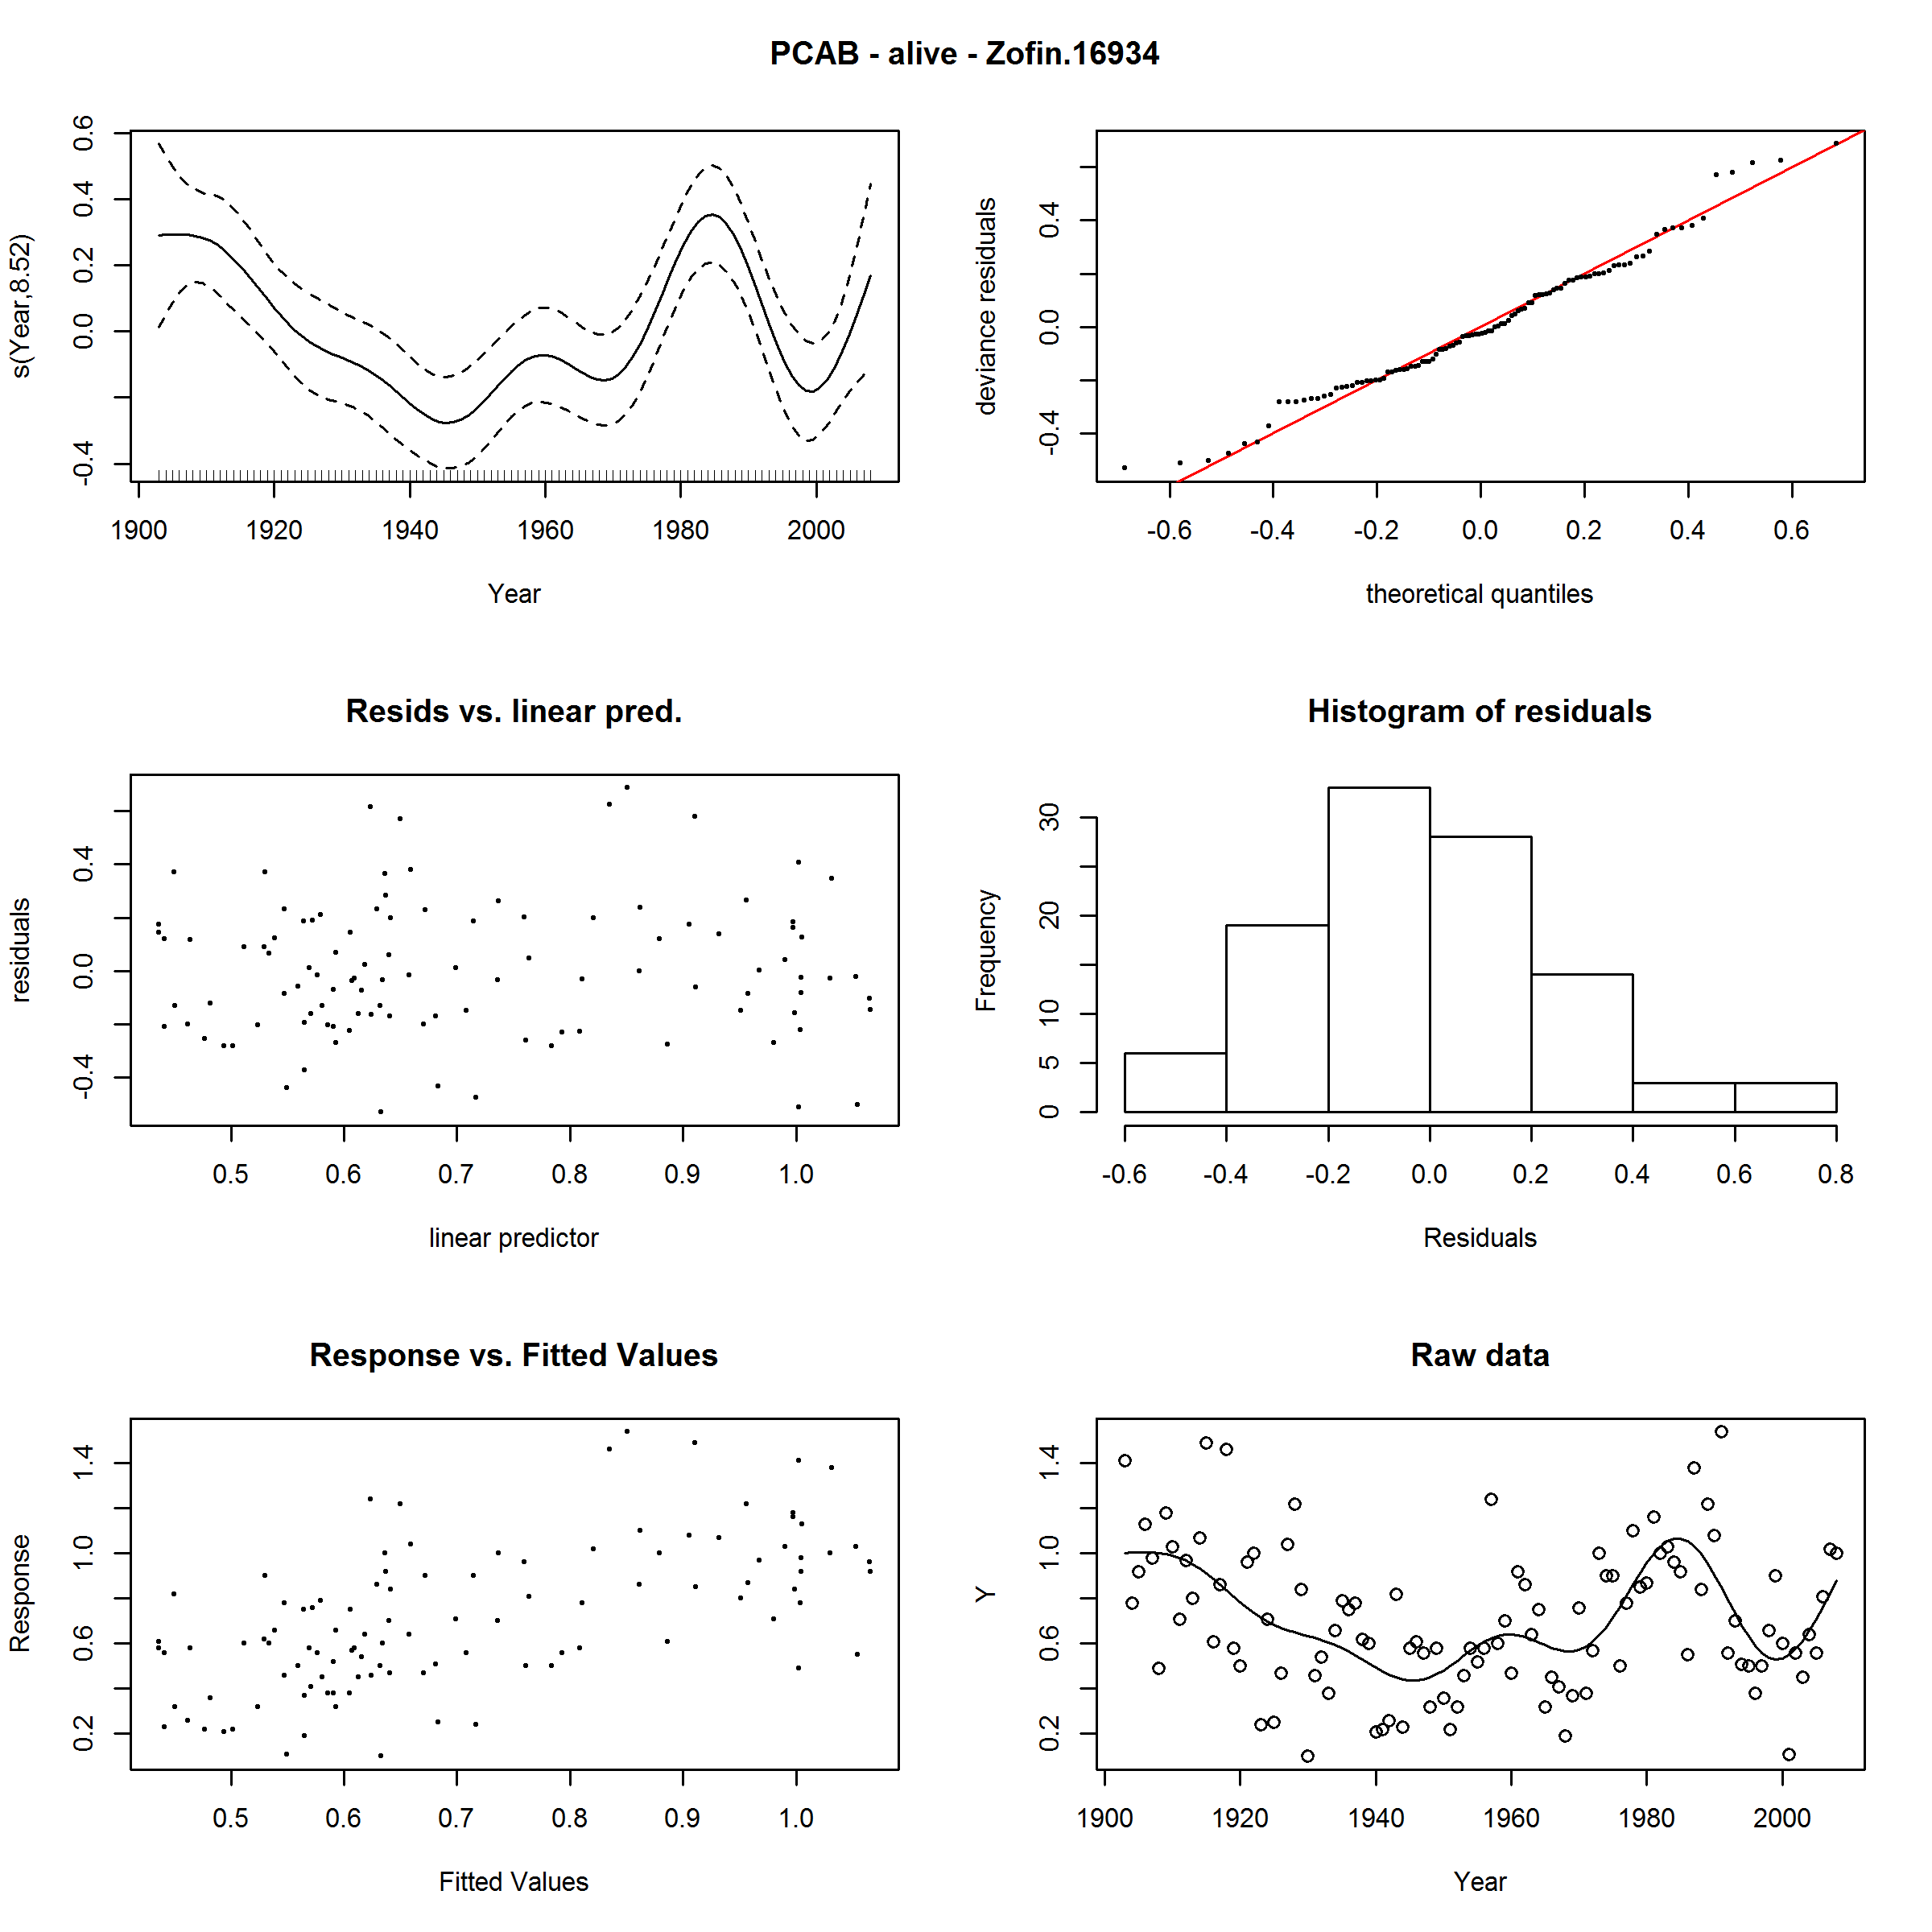 PCAB - alive - Zofin.16934
s(Year,8.52)
-0.4 0.0 0.2 0.4 0.6
1900 1920 1940 1960 1980 2000
Year
deviance residuals
-0.4 0.0 0.4
-0.6 -0.4 -0.2 0.0 0.2 0.4 0.6
theoretical quantiles
Resids vs. linear pred.
residuals
-0.4 0.0 0.4
0.5 0.6 0.7 0.8 0.9 1.0
linear predictor
Histogram of residuals
Frequency
0 5 10 20 30
-0.6 -0.4 -0.2 0.0 0.2 0.4 0.6 0.8
Residuals
Response vs. Fitted Values
Response
0.2 0.6 1.0 1.4
0.5 0.6 0.7 0.8 0.9 1.0
Fitted Values
Raw data
Y
0.2 0.6 1.0 1.4
1900 1920 1940 1960 1980 2000
Year